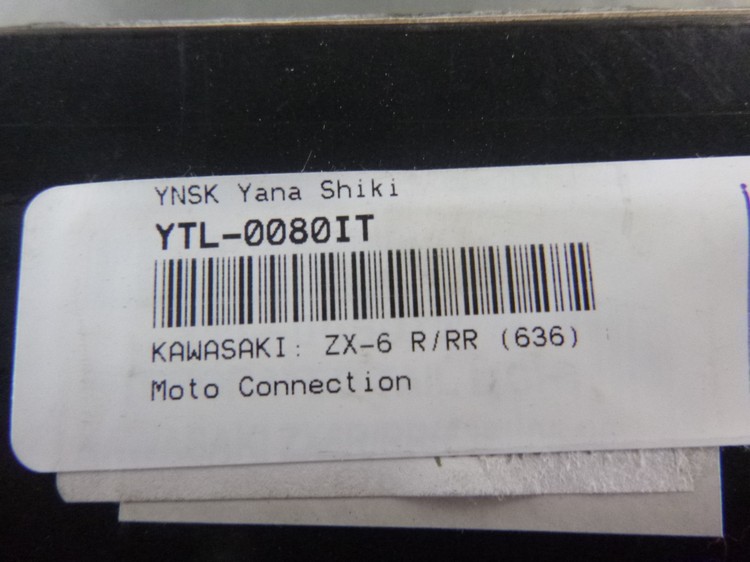 YNSK Yana Shiki
YTL-0080IT
KAWASAKI: ZX-6 R/RR (636)
Moto Connection